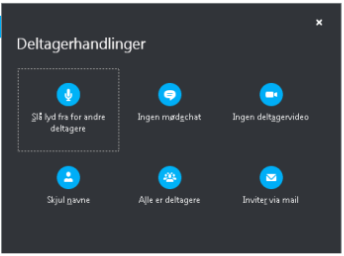 Deltagerhandlinger
Slå lyd fra for andre
deltagere
Ingen mødechat
Ingen deltagervideo
Skjul navne
Alle er deltagere
Inviter via mail